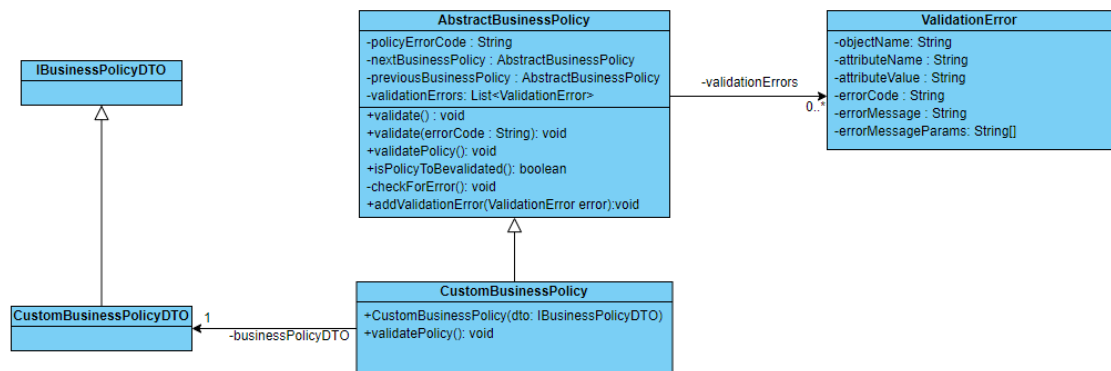 AbstractBusinessPolicy
-policyErrorCode : String
-nextBusinessPolicy : AbstractBusinessPolicy
-previousBusinessPolicy : AbstractBusinessPolicy
-validationErrors: List<ValidationError>
+validate() : void
+validate(errorCode : String): void
+validatePolicy(): void
+isPolicyToBevalidated(): boolean
-checkForError(): void
+addValidationError(ValidationError error):void
-validationErrors
0..*
ValidationError
-objectName: String
-attributeName : String
-attributeValue : String
-errorCode : String
-errorMessage : String
-errorMessageParams: String[]
IBusinessPolicyDTO
CustomBusinessPolicyDTO
1
-businessPolicyDTO
CustomBusinessPolicy
+CustomBusinessPolicy(dto: IBusinessPolicyDTO)
+validatePolicy(): void